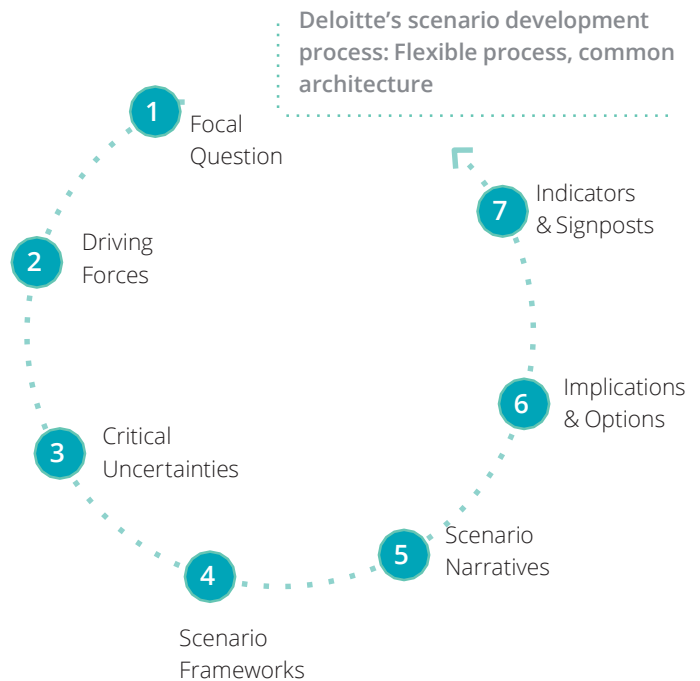 Deloitte's scenario development
process: Flexible process, common
architecture
1
Focal
Question
2
Driving
Forces
3
Critical
Uncertainties
4
Scenario
Frameworks
5
Scenario
Narratives
6
Implications
& Options
7
Indicators
& Signposts